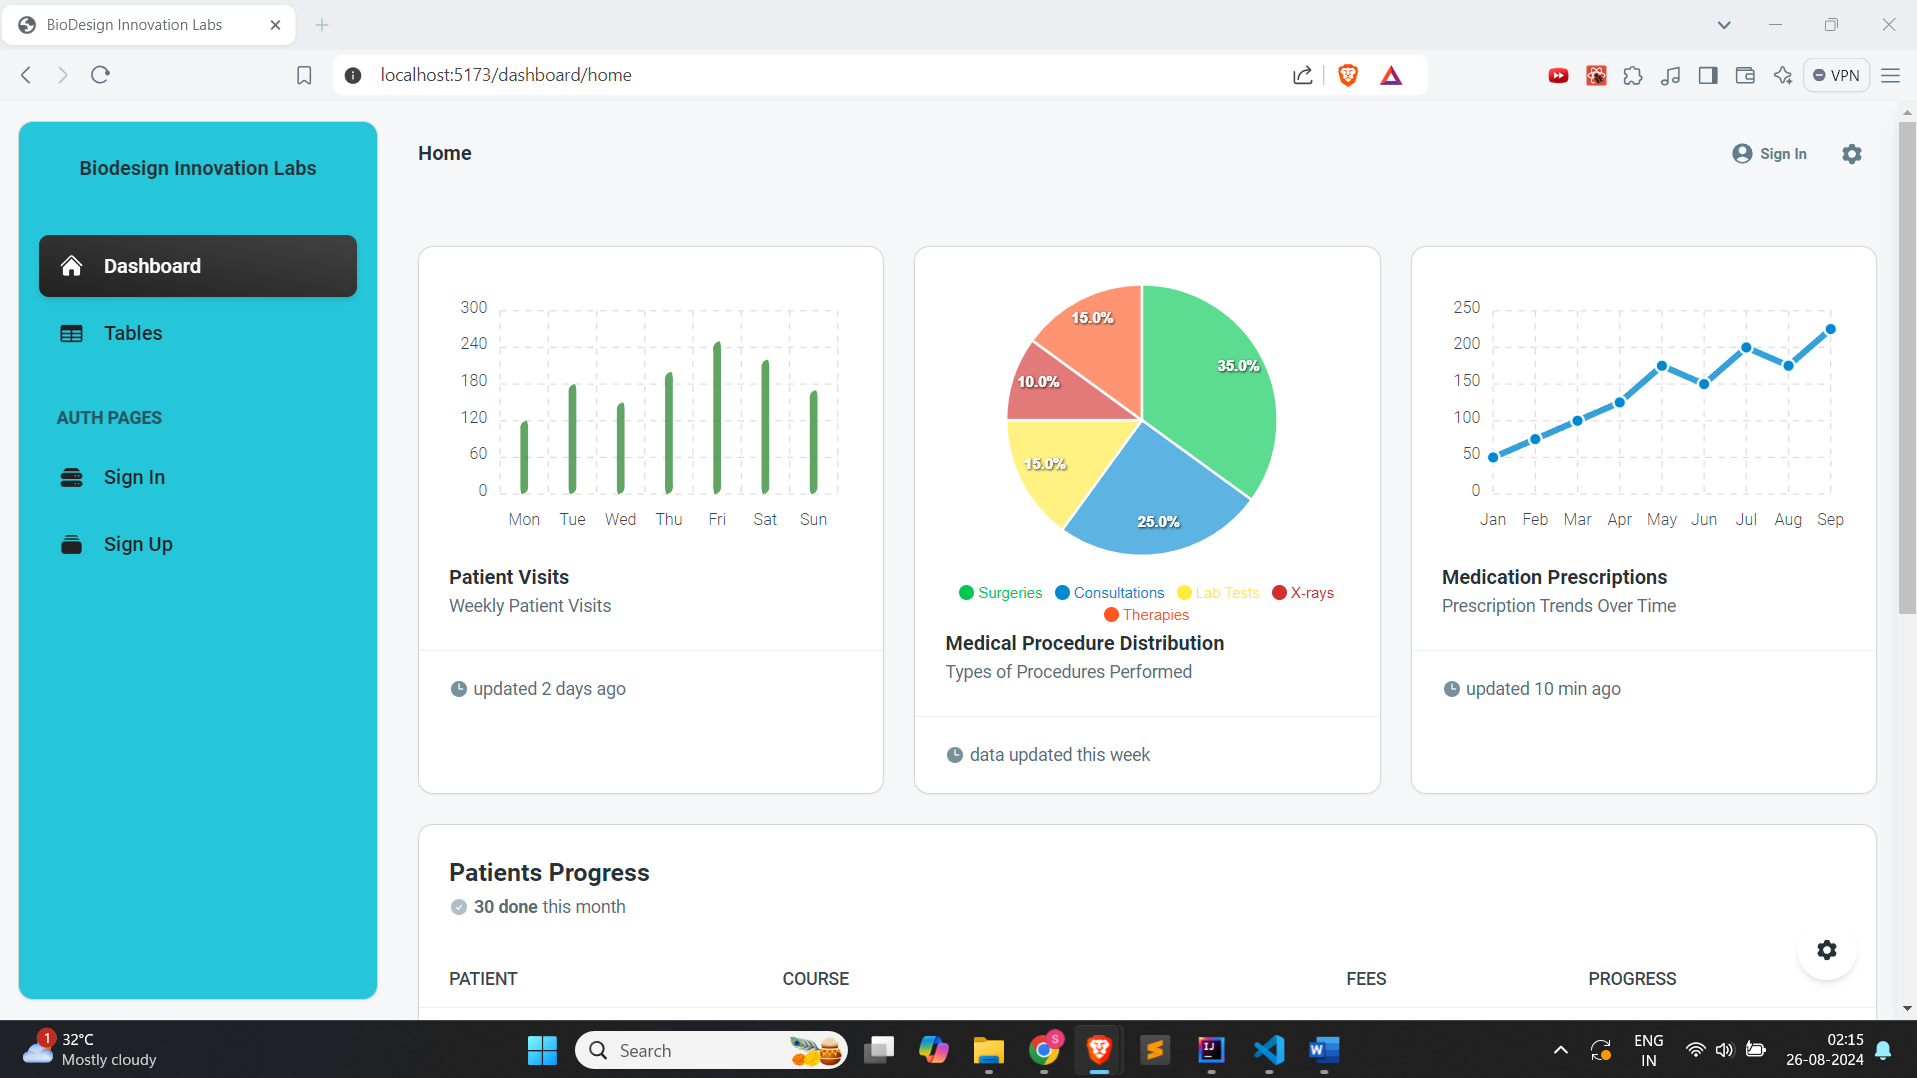 BioDesign Innovation Labs
localhost:5173/dashboard/home
VPN
Biodesign Innovation Labs
Dashboard
Tables
AUTH PAGES
Sign In
Sign Up
Home
Sign In
300
240
180
120
60
0
Mon Tue Wed Thu Fri Sat Sun
Patient Visits
Weekly Patient Visits
updated 2 days ago
15.0%
35.0%
10.0%
15.0%
25.0%
Surgeries Consultations Lab Tests X-rays
Therapies
Medical Procedure Distribution
Types of Procedures Performed
data updated this week
250
200
150
100
50
0
Jan Feb Mar Apr May Jun Jul Aug Sep
Medication Prescriptions
Prescription Trends Over Time
updated 10 min ago
Patients Progress
30 done this month
PATIENT COURSE FEES PROGRESS
1
32°C
Mostly cloudy
Search
S
IJ
W
ENG
IN
02:15
26-08-2024